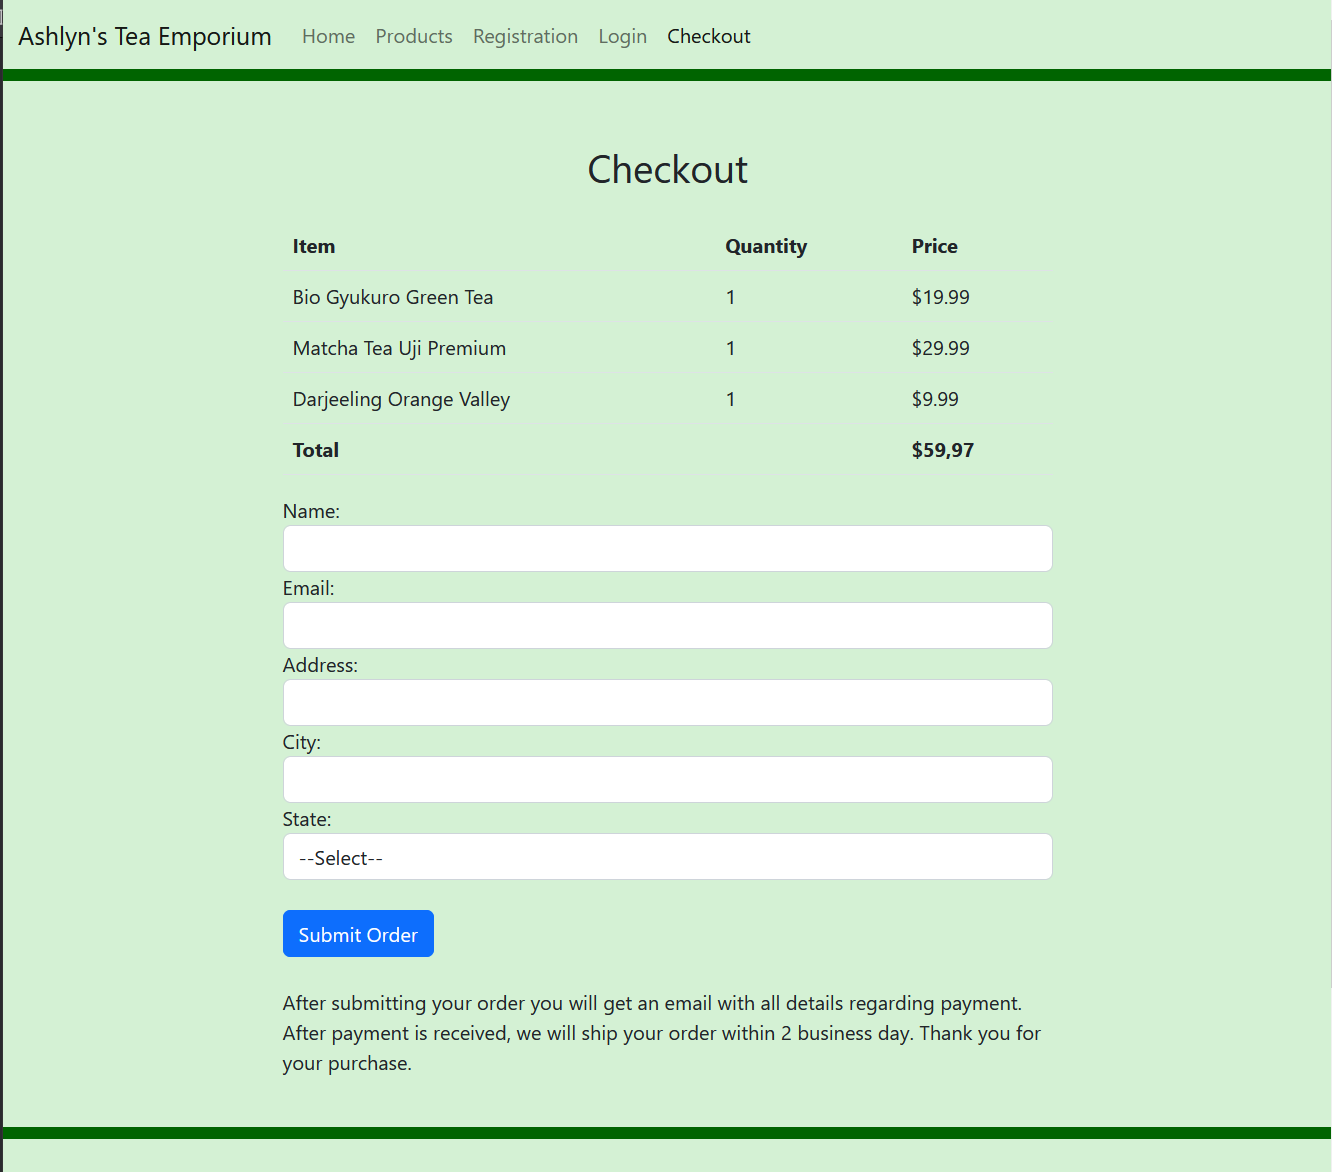 Ashlyn's Tea Emporium Home Products Registration Login Checkout
Checkout
Item Quantity Price
Bio Gyukuro Green Tea 1 $19.99
Matcha Tea Uji Premium 1 $29.99
Darjeeling Orange Valley 1 $9.99
Total $59,97
Name:
Email:
Address:
City:
State:
--Select--
Submit Order
After submitting your order you will get an email with all details regarding payment.
After payment is received, we will ship your order within 2 business day. Thank you for
your purchase.